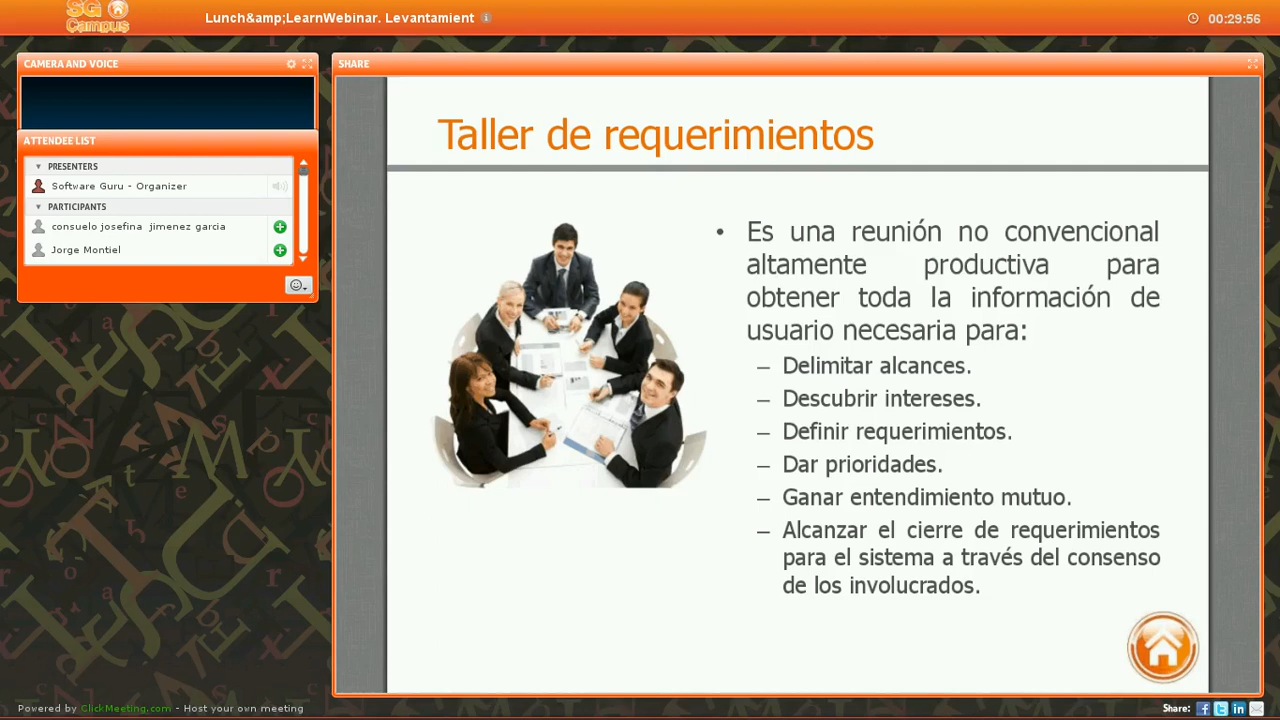 SG
Campus
Lunch&amp;LearnWebinar. Levantamient
00:29:56
CAMERA AND VOICE
ATTENDEE LIST
PRESENTERS
Software Guru - Organizer
PARTICIPANTS
consuelo josefina jimenez garcia
Jorge Montiel
SHARE
Taller de requerimientos
• Es una reunión no convencional
altamente productiva para
obtener toda la información de
usuario necesaria para:
– Delimitar alcances.
– Descubrir intereses.
– Definir requerimientos.
– Dar prioridades.
– Ganar entendimiento mutuo.
– Alcanzar el cierre de requerimientos
para el sistema a través del consenso
de los involucrados.
Powered by ClickMeeting.com - Host your own meeting
Share: